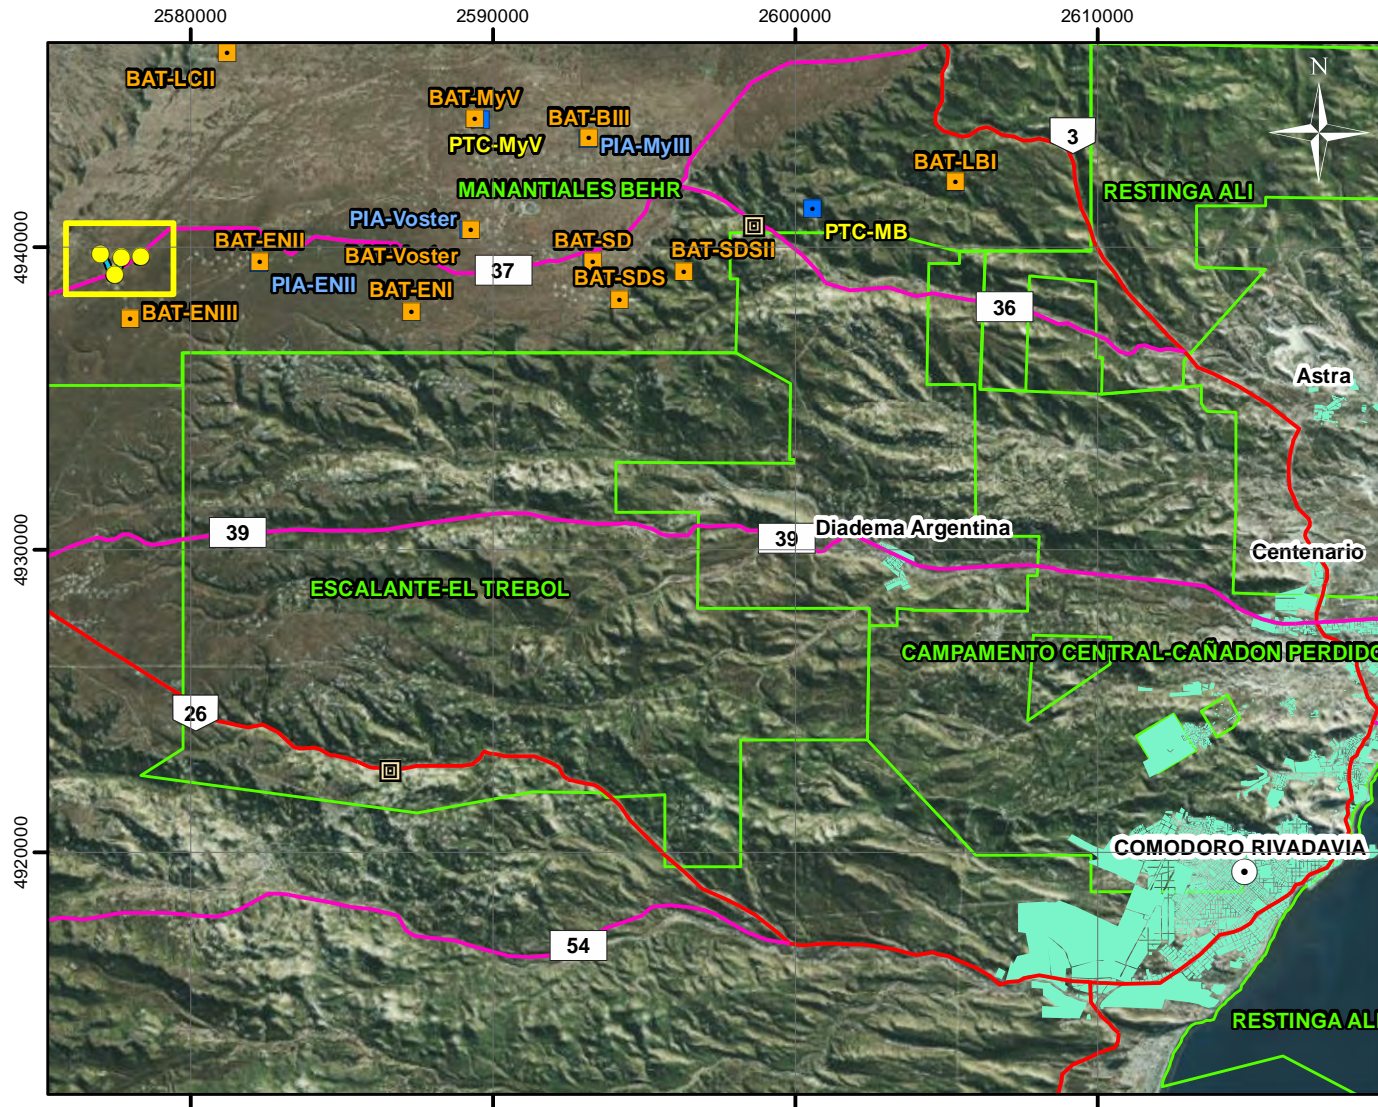 2580000
2590000
2600000
2610000
N
BAT-LCII
BAT-MyV
BAT-BIII
3
PTC-MyV
PIA-MyIII
BAT-LBI
MANANTIALES BEHR
RESTINGA ALI
PIA-Voster
4940000
BAT-ENII
BAT-SD
PTC-MB
BAT-Voster
BAT-SDSII
37
PIA-ENII
BAT-ENI
BAT-SDS
BAT-ENIII
36
Astra
39
39
Diadema Argentina
4930000
Centenario
ESCALANTE-EL TREBOL
CAMPAMENTO CENTRAL-CAÑADON PERDIDO
26
4920000
COMODORO RIVADAVIA
54
RESTINGA ALI